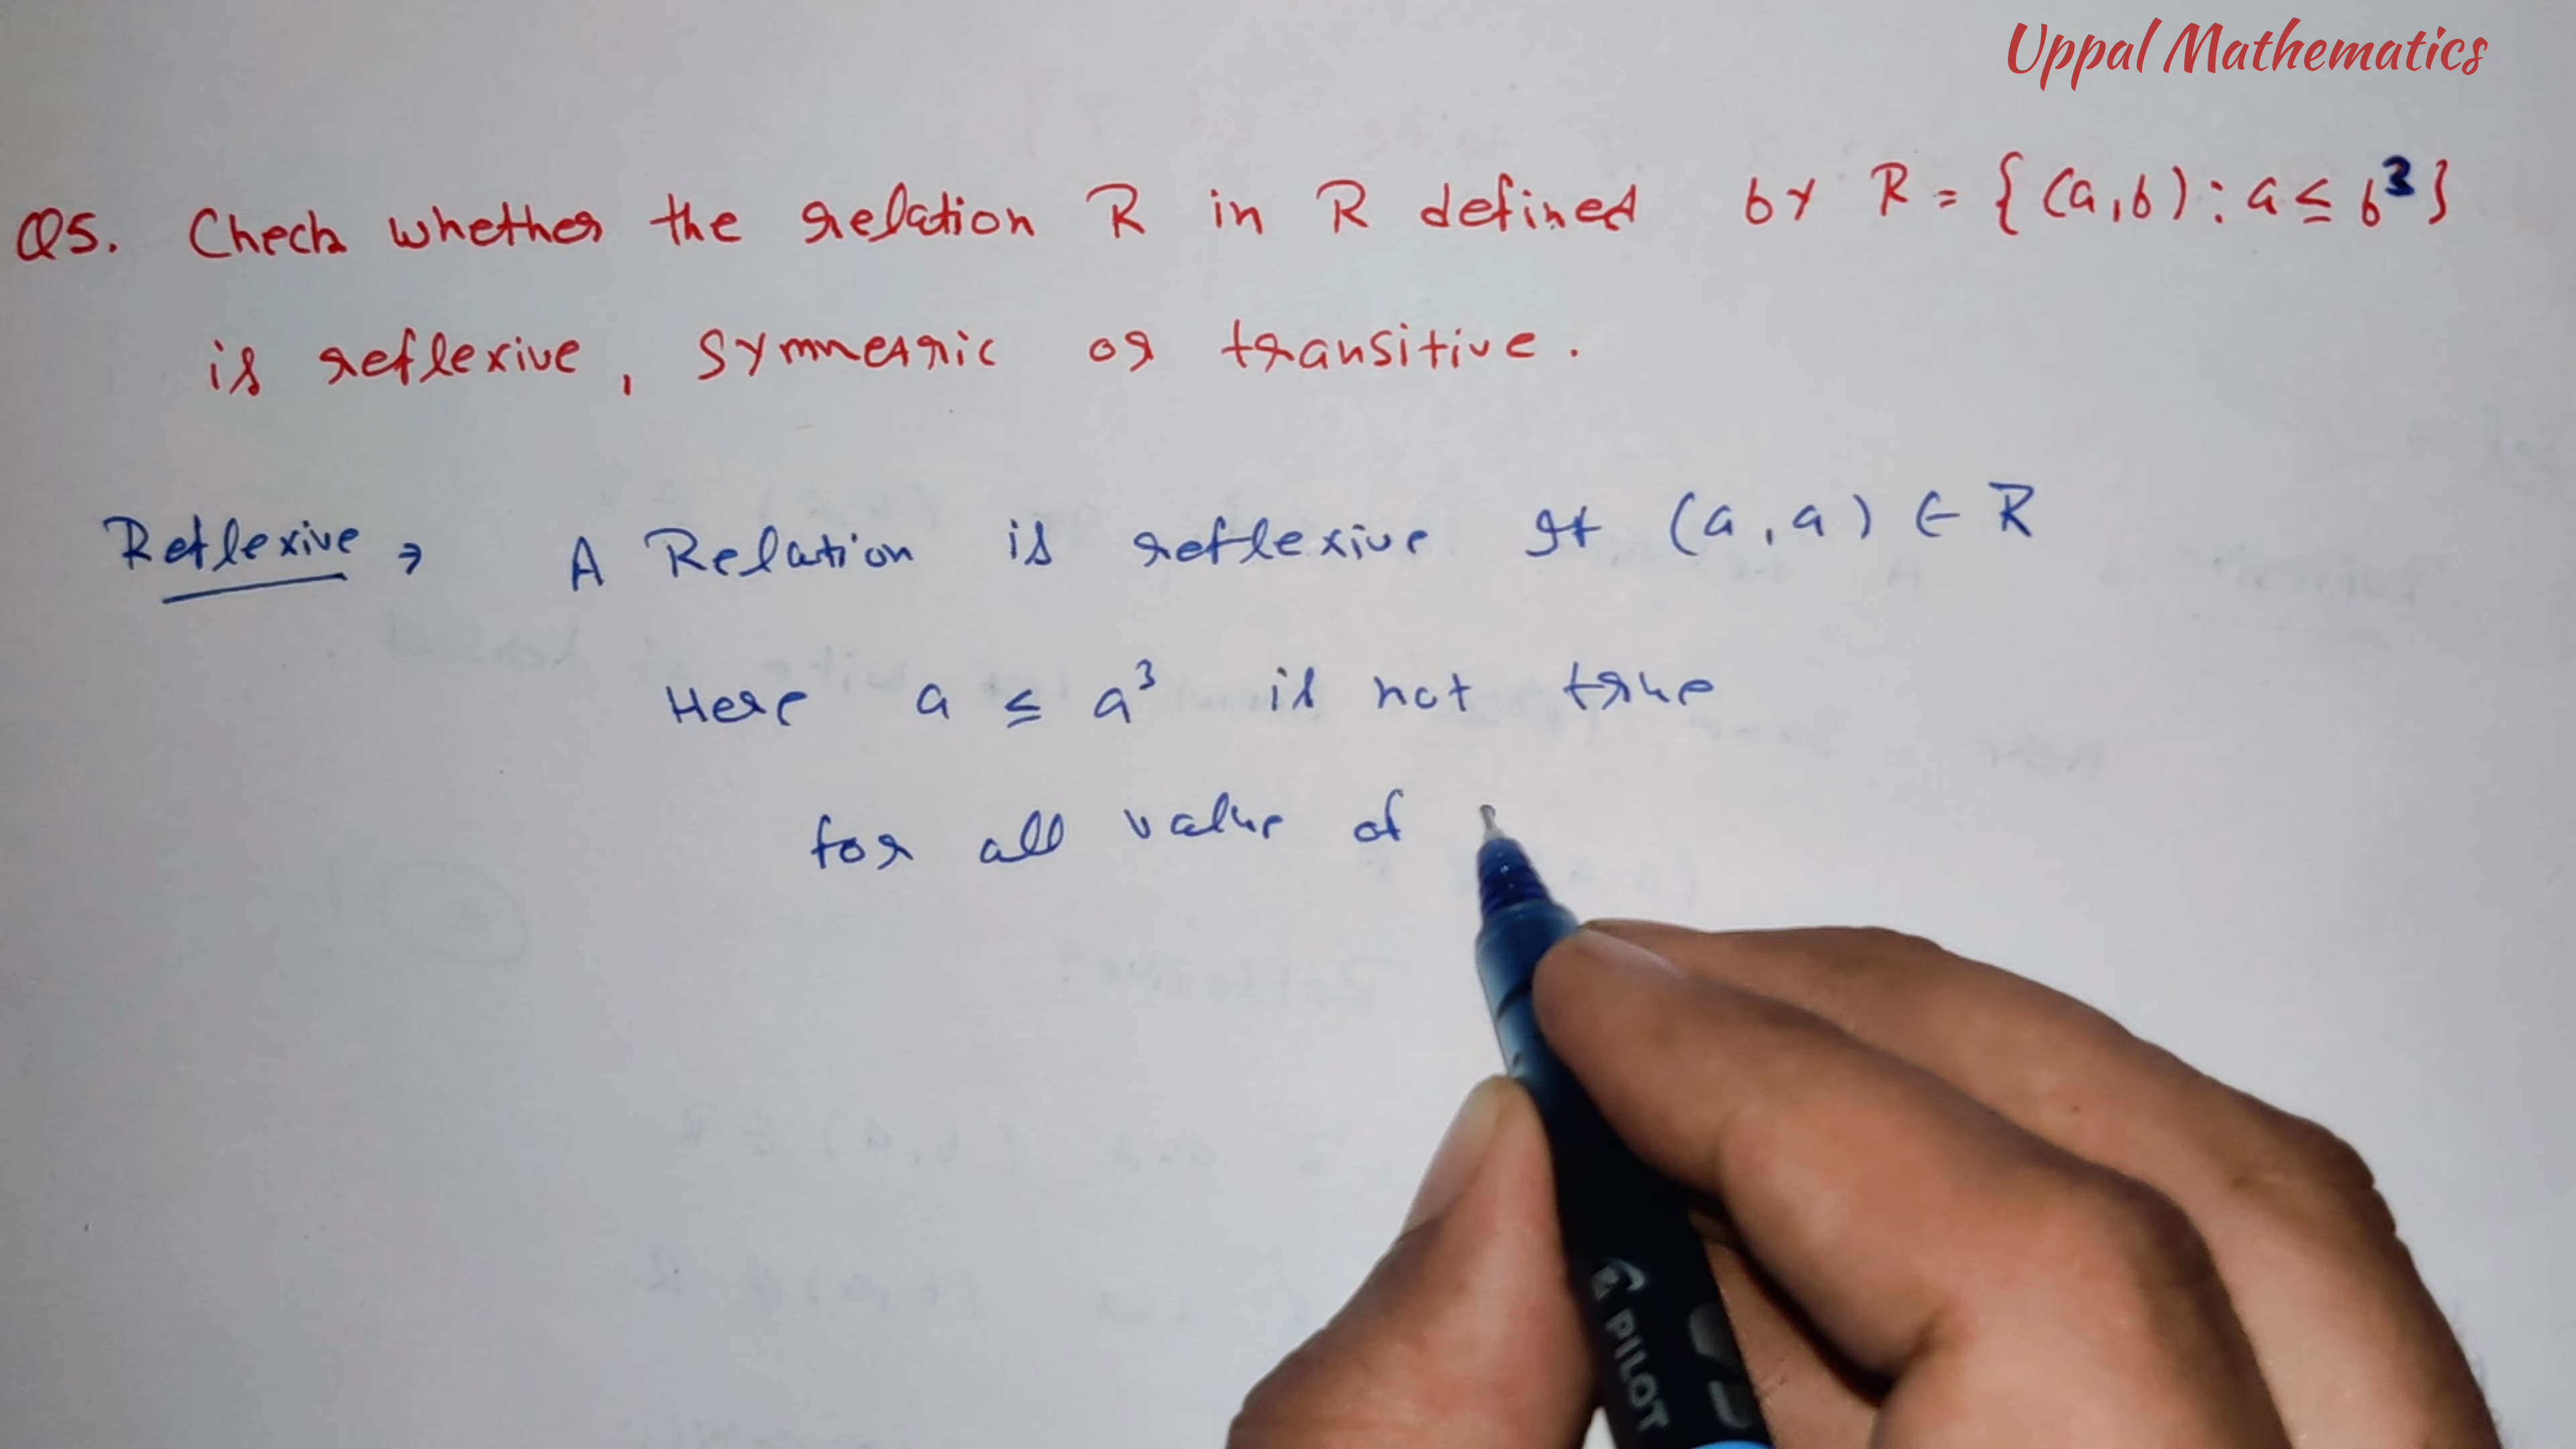 Uppal Mathematics
Q5. Check whether the relation R in R defined by R = {(a,b) : a ≤ b³}
is reflexive, symmetric or transitive.
Reflexive → A Relation is reflexive If (a,a) ∈ R
Here a ≤ a³ is not true
for all value of
PILOT